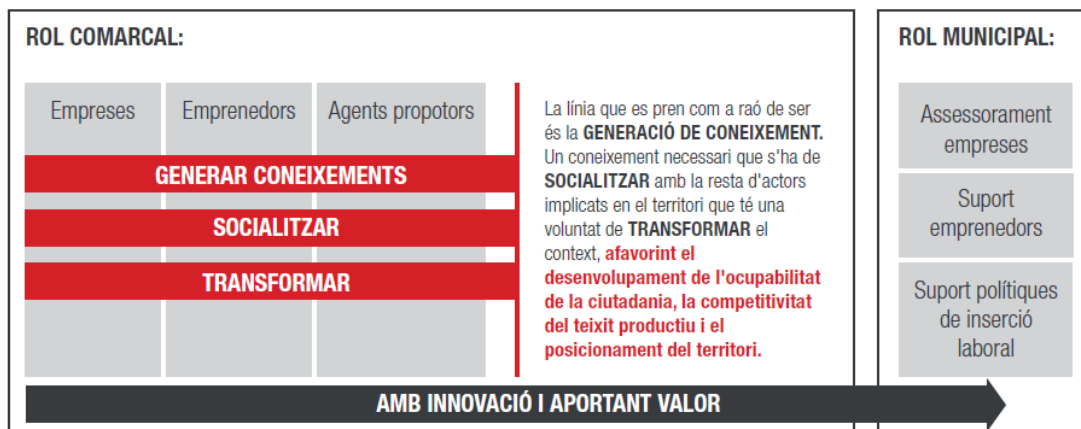 ROL COMARCAL:
Empreses
Emprenedors
Agents propotors
GENERAR CONEIXEMENTS
SOCIALITZAR
TRANSFORMAR
La línia que es pren com a raó de ser
és la GENERACIÓ DE CONEIXEMENT.
Un coneixement necessari que s'ha de
SOCIALITZAR amb la resta d'actors
implicats en el territori que té una
voluntat de TRANSFORMAR el
context, afavorint el
desenvolupament de l'ocupabilitat
de la ciutadania, la competitivitat
del teixit productiu i el
posicionament del territori.
ROL MUNICIPAL:
Assessorament
empreses
Suport
emprenedors
Suport polítiques
de inserció
laboral
AMB INNOVACIÓ I APORTANT VALOR